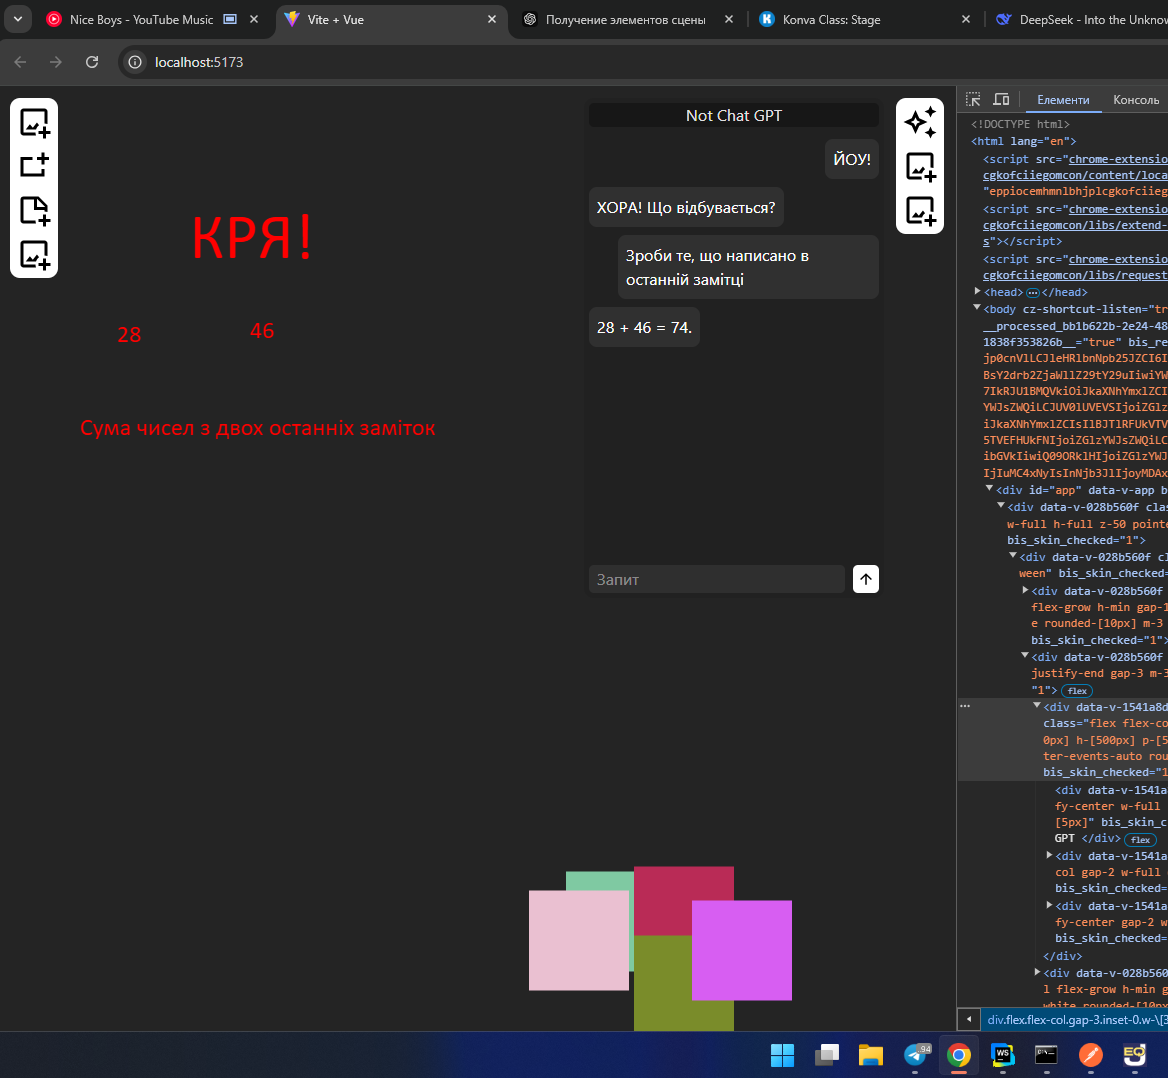 Nice Boys - YouTube Music
Vite + Vue
Получение элементов сцены
Konva Class: Stage
DeepSeek - Into the Unknow
localhost:5173
КРЯ!
28
46
Сума чисел з двох останніх заміток
Not Chat GPT
ЙОУ!
ХОРА! Що відбувається?
Зроби те, що написано в
останній замітці
28 + 46 = 74.
Запит
Елементи
Консоль
<!DOCTYPE html>
<html lang="en">
<script src="chrome-extensio
cgkofciiegomcon/content/loca
"eppiocemhmnlbhjplcgkofciieg
<script src="chrome-extensio
cgkofciiegomcon/libs/extend-
s"></script>
<script src="chrome-extensio
cgkofciiegomcon/libs/request
<head> ••• </head>
<body cz-shortcut-listen="tr
__processed_bb1b622b-2e24-48
1838f353826b__="true" bis_re
<div id="app" data-v-app b
<div data-v-028b560f clas
w-full h-full z-50 pointe
bis_skin_checked="1">
<div data-v-028b560f cl
ween" bis_skin_checked=
<div data-v-028b560f
flex-grow h-min gap-1
e rounded-[10px] m-3
bis_skin_checked="1">
<div data-v-028b560f
justify-end gap-3 m-3
"1"> flex
<div data-v-1541a8d
class="flex flex-co
0px] h-[500px] p-[5
ter-events-auto rou
bis_skin_checked="1
<div data-v-1541a
fy-center w-full
[5px]" bis_skin_c
GPT </div> flex
<div data-v-1541a
col gap-2 w-full
bis_skin_checked=
<div data-v-1541a
fy-center gap-2 w
bis_skin_checked=
</div>
<div data-v-028b560
l flex-grow h-min g
white rounded-[10px
div.flex.flex-col.gap-3.inset-0.w-\[3
94
WS
EQ